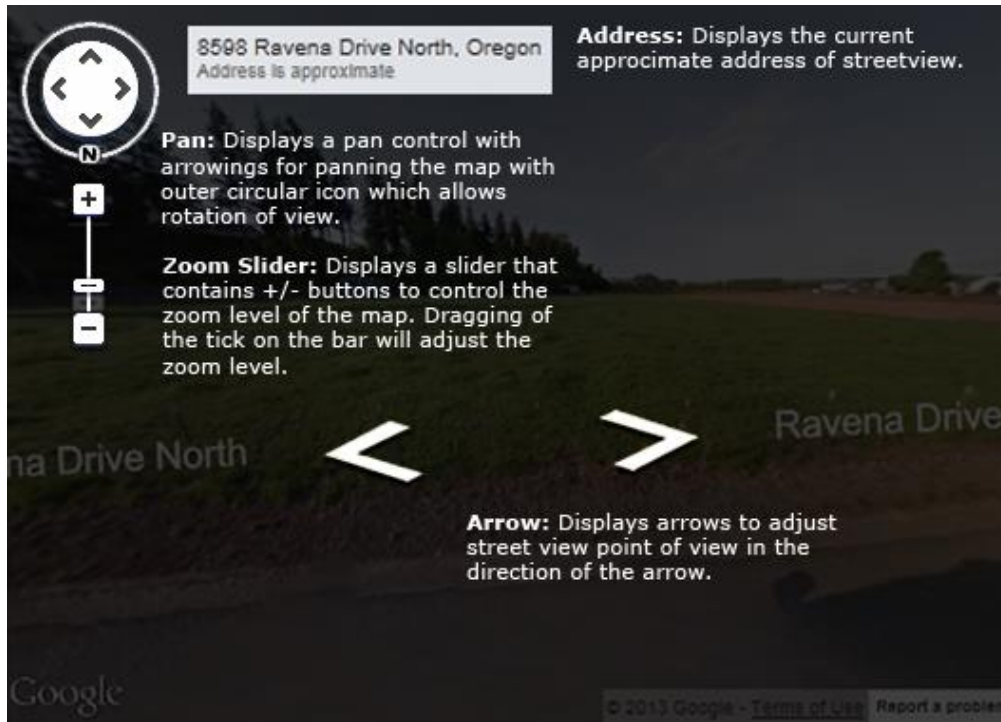 8598 Ravena Drive North, Oregon
Address is approximate
Address: Displays the current
approcimate address of streetview.
Pan: Displays a pan control with
arrowings for panning the map with
outer circular icon which allows
rotation of view.
N
+
Zoom Slider: Displays a slider that
contains +/- buttons to control the
zoom level of the map. Dragging of
the tick on the bar will adjust the
zoom level.
−
na Drive North
< >
Ravena Drive
Arrow: Displays arrows to adjust
street view point of view in the
direction of the arrow.
Google
© 2013 Google - Terms of Use Report a problem